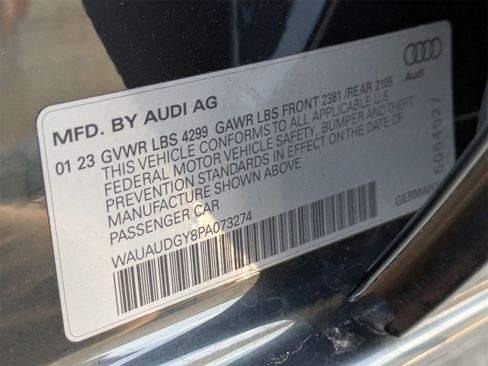 Audi
MFD. BY AUDI AG
01 23 GVWR LBS 4299 GAWR LBS FRONT 2381 /REAR 2105
THIS VEHICLE CONFORMS TO ALL APPLICABLE U.S.
FEDERAL MOTOR VEHICLE SAFETY, BUMPER AND THEFT
PREVENTION STANDARDS IN EFFECT ON THE DATE OF
MANUFACTURE SHOWN ABOVE
PASSENGER CAR
WAUAUDGY8PA073274
GERMANY
5064527